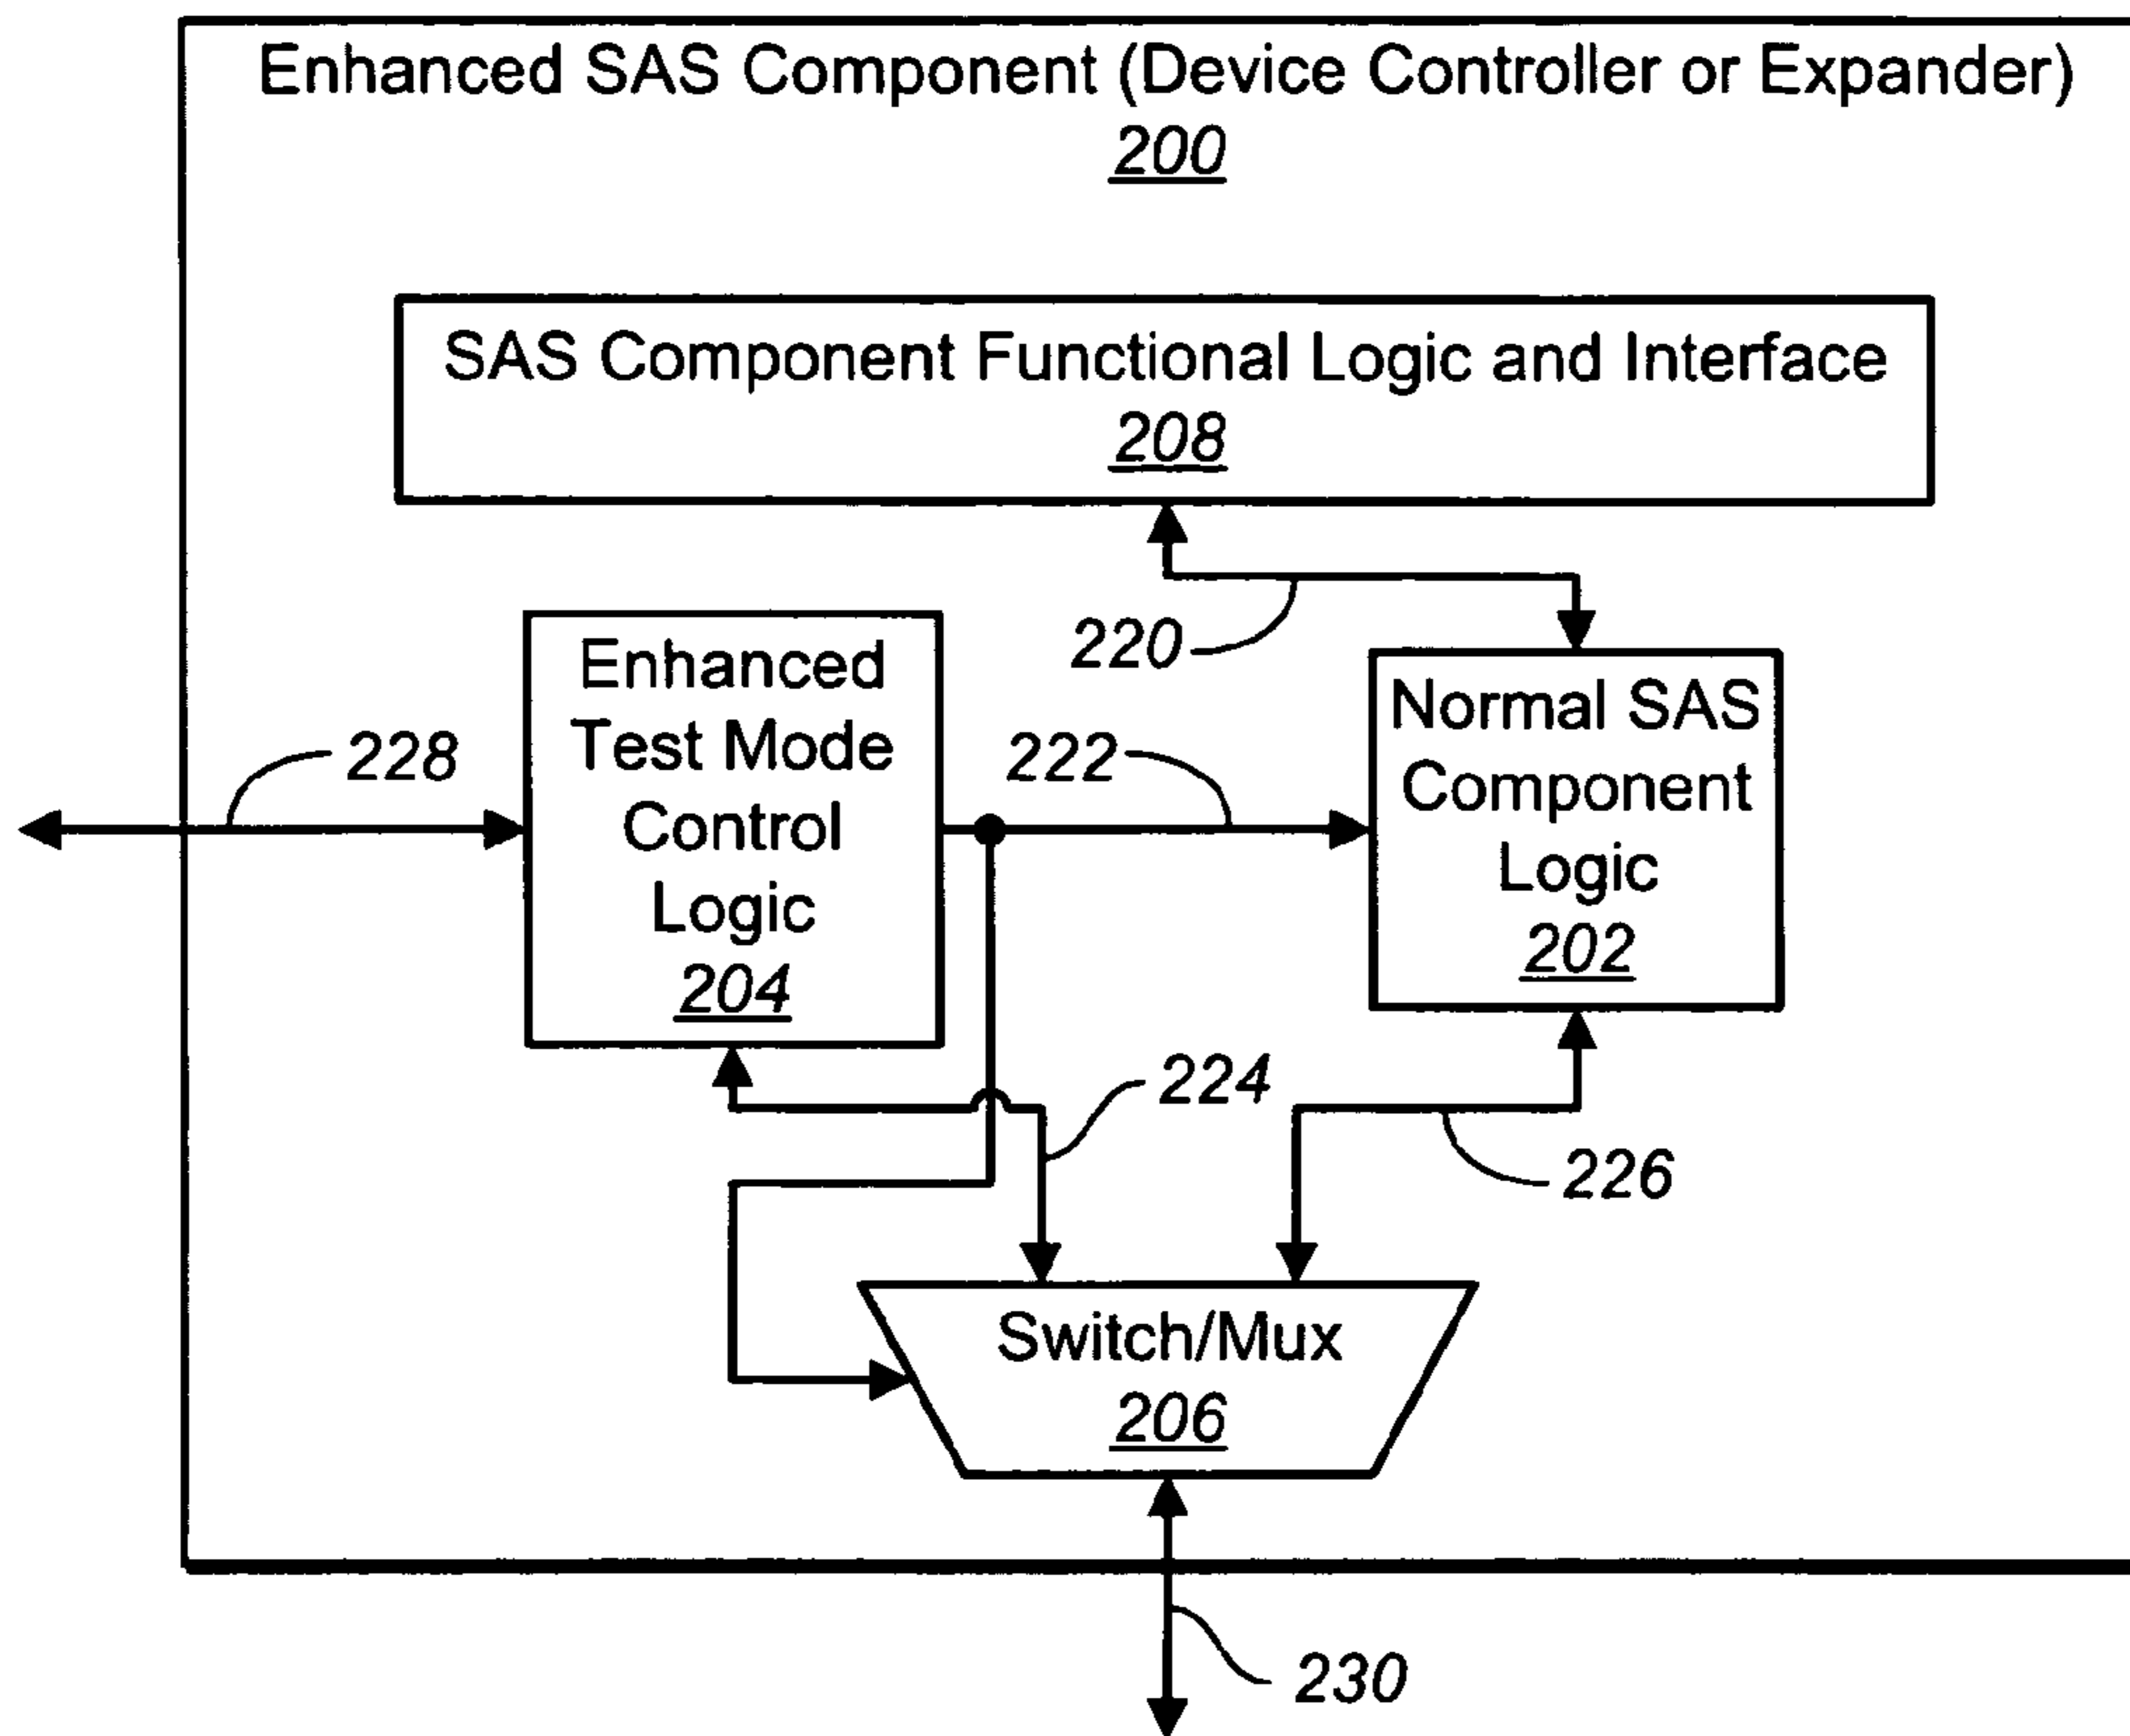 Enhanced SAS Component (Device Controller or Expander)
200
SAS Component Functional Logic and Interface
208
220
Enhanced
Test Mode
Control
Logic
204
Normal SAS
Component
Logic
202
228
222
224
226
Switch/Mux
206
230